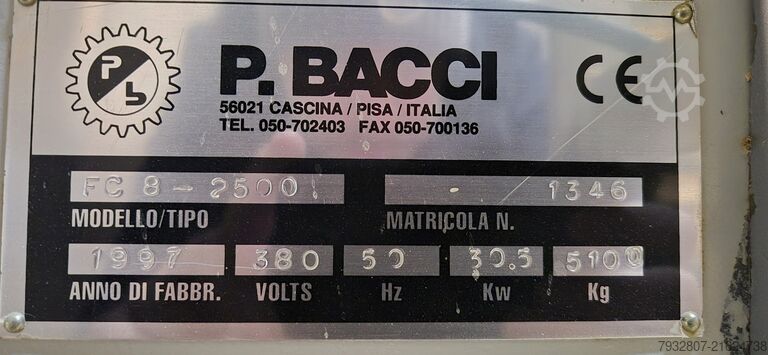 P b
P. BACCI
CE
56021 CASCINA / PISA / ITALIA
TEL. 050-702403 FAX 050-700136
FC 8-2500 1346
MODELLO/TIPO MATRICOLA N.
1997 380 50 30.5 5100
ANNO DI FABBR. VOLTS Hz Kw Kg
7932807-21624738